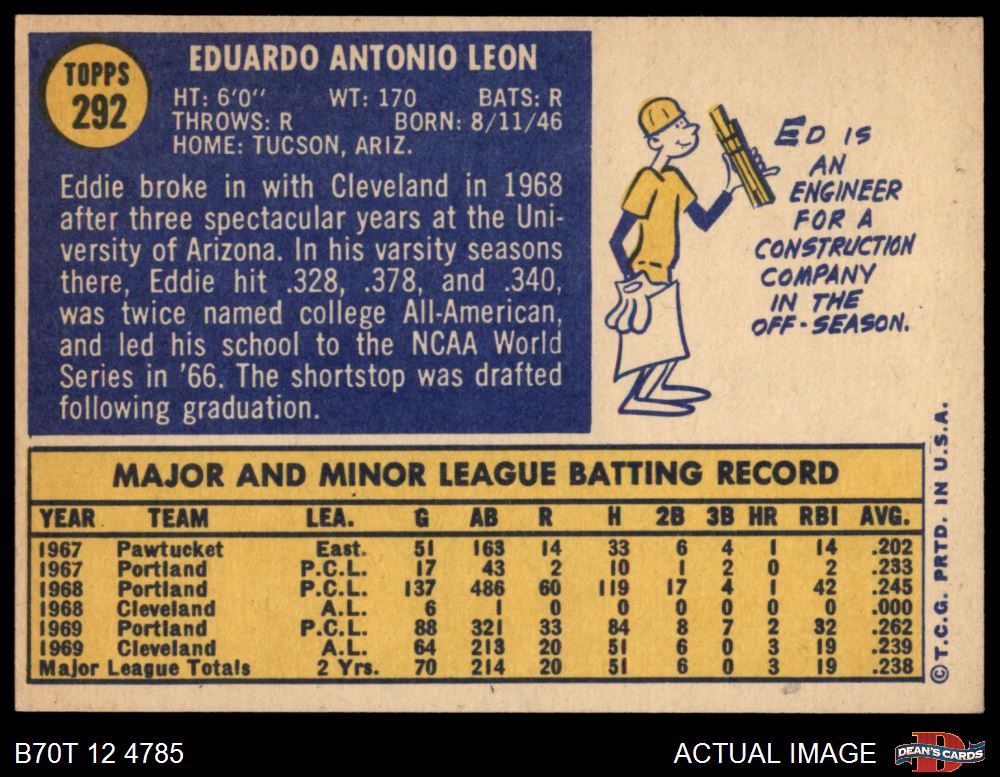 TOPPS
292
EDUARDO ANTONIO LEON
HT: 6'0" WT: 170 BATS: R
THROWS: R BORN: 8/11/46
HOME: TUCSON, ARIZ.
Eddie broke in with Cleveland in 1968
after three spectacular years at the Uni-
versity of Arizona. In his varsity seasons
there, Eddie hit .328, .378, and .340,
was twice named college All-American,
and led his school to the NCAA World
Series in '66. The shortstop was drafted
following graduation.
ED IS
AN
ENGINEER
FOR A
CONSTRUCTION
COMPANY
IN THE
OFF-SEASON.
MAJOR AND MINOR LEAGUE BATTING RECORD
YEAR TEAM LEA. G AB R H 2B 3B HR RBI AVG.
1967 Pawtucket East. 51 163 14 33 6 4 1 14 .202
1967 Portland P.C.L. 17 43 2 10 1 2 0 2 .233
1968 Portland P.C.L. 137 486 60 119 17 4 1 42 .245
1968 Cleveland A.L. 6 1 0 0 0 0 0 0 .000
1969 Portland P.C.L. 88 321 33 84 8 7 2 32 .262
1969 Cleveland A.L. 64 213 20 51 6 0 3 19 .239
Major League Totals 2 Yrs. 70 214 20 51 6 0 3 19 .238
© T.C.G. PRTD. IN U.S.A.
B70T 12 4785
ACTUAL IMAGE
DEAN'S CARDS